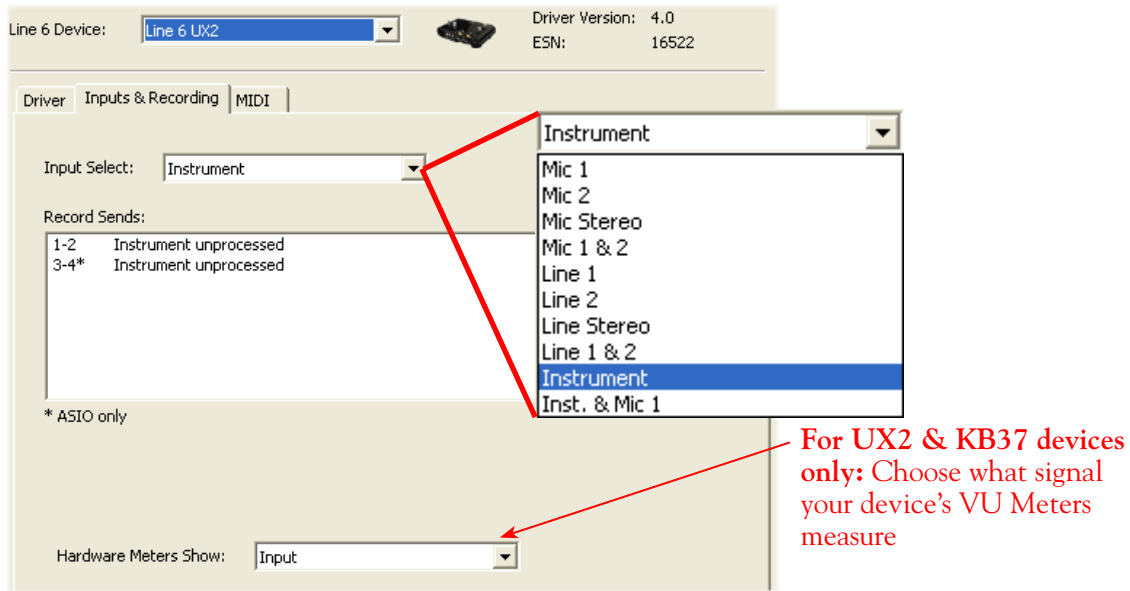 Line 6 Device: Line 6 UX2
Driver Version: 4.0
ESN: 16522
Driver Inputs & Recording MIDI
Input Select: Instrument
Record Sends:
1-2 Instrument unprocessed
3-4* Instrument unprocessed
* ASIO only
Instrument
Mic 1
Mic 2
Mic Stereo
Mic 1 & 2
Line 1
Line 2
Line Stereo
Line 1 & 2
Instrument
Inst. & Mic 1
For UX2 & KB37 devices
only: Choose what signal
your device's VU Meters
measure
Hardware Meters Show: Input